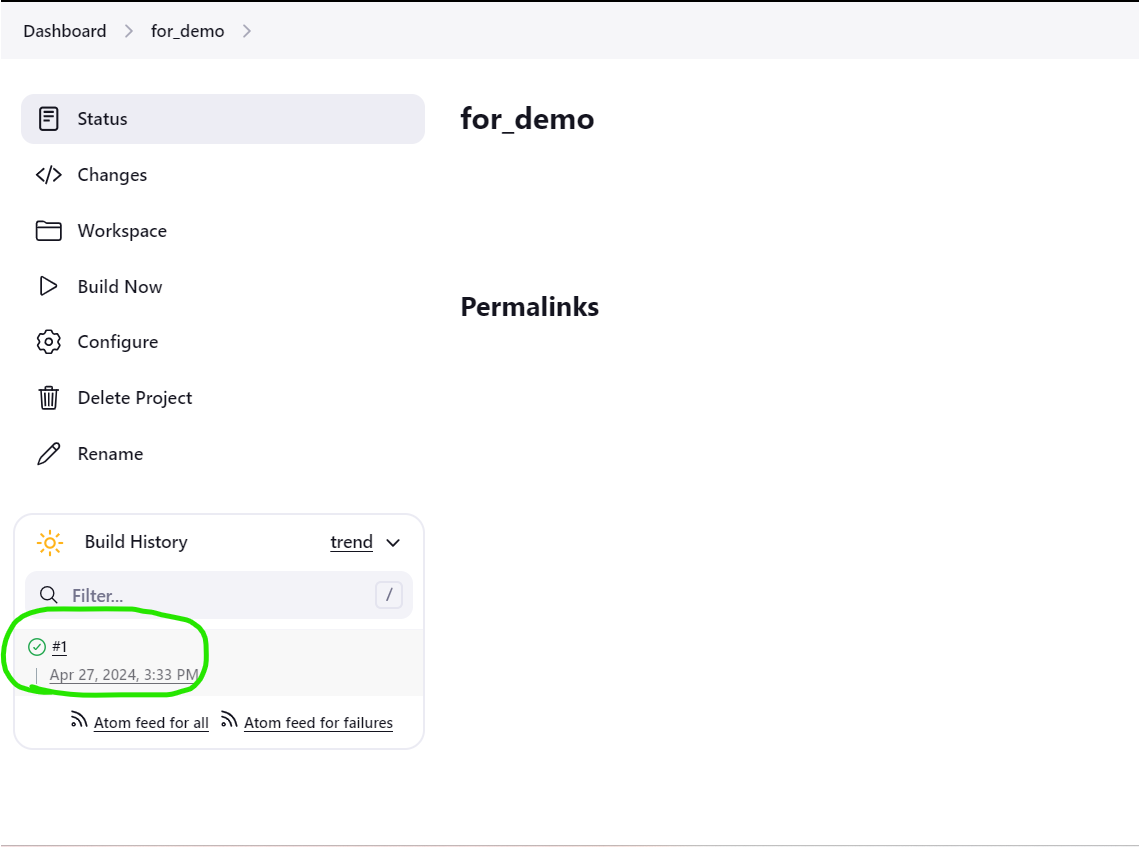 Dashboard for_demo
Status
Changes
Workspace
Build Now
Configure
Delete Project
Rename
for_demo
Permalinks
Build History trend
Filter... /
#1
Apr 27, 2024, 3:33 PM
Atom feed for all Atom feed for failures